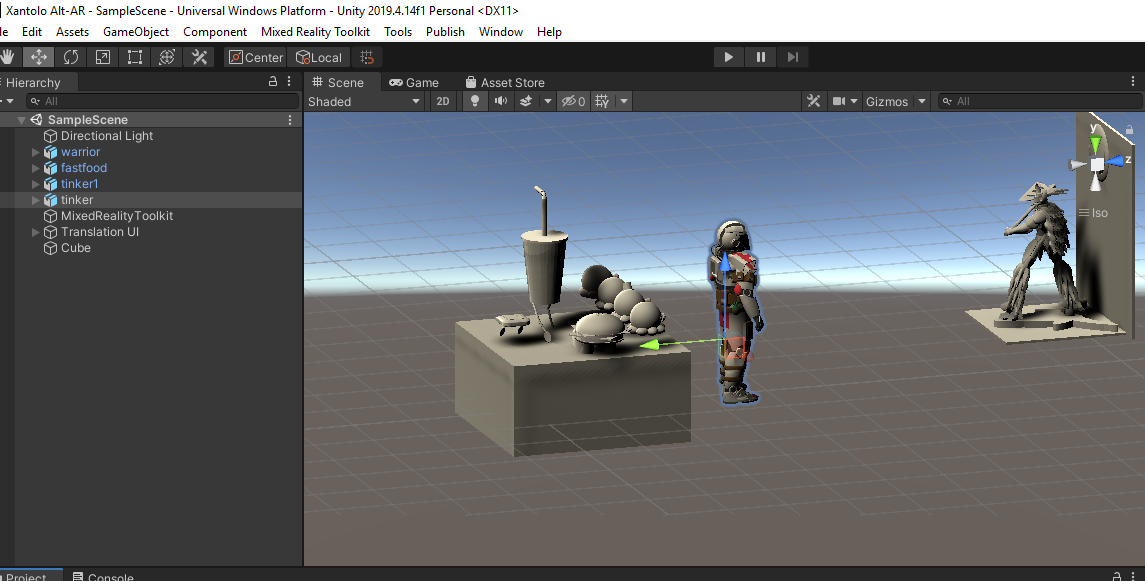 Xantolo Alt-AR - SampleScene - Universal Windows Platform - Unity 2019.4.14f1 Personal <DX11>
le Edit Assets GameObject Component Mixed Reality Toolkit Tools Publish Window Help
Center Local
Hierarchy
Scene Game Asset Store
All
Shaded 2D 0 Gizmos All
SampleScene
Directional Light
warrior
fastfood
tinker1
tinker
MixedRealityToolkit
Translation UI
Cube
y
z
Iso
Project Console